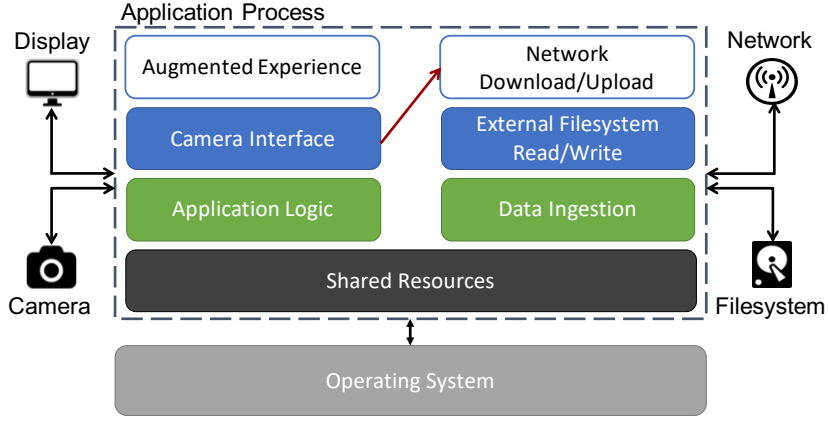 Application Process
Display
Network
Augmented Experience
Network
Download/Upload
Camera Interface
External Filesystem
Read/Write
Application Logic
Data Ingestion
Shared Resources
Camera
Filesystem
Operating System